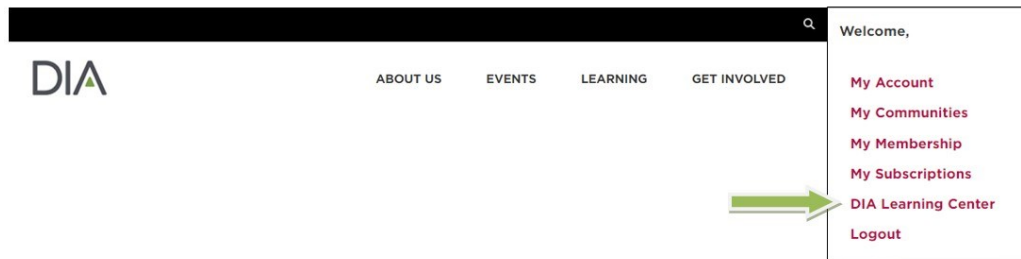 Welcome,
DIA
ABOUT US EVENTS LEARNING GET INVOLVED
My Account
My Communities
My Membership
My Subscriptions
DIA Learning Center
Logout